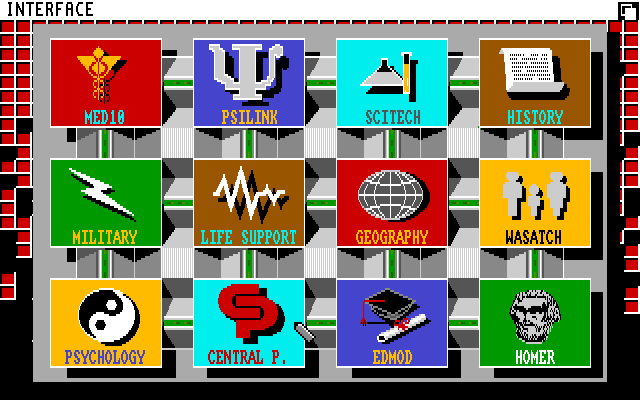 INTERFACE
MED10
PSILINK
SCITECH
HISTORY
MILITARY
LIFE SUPPORT
GEOGRAPHY
WASATCH
PSYCHOLOGY
CENTRAL P.
EDMOD
HOMER